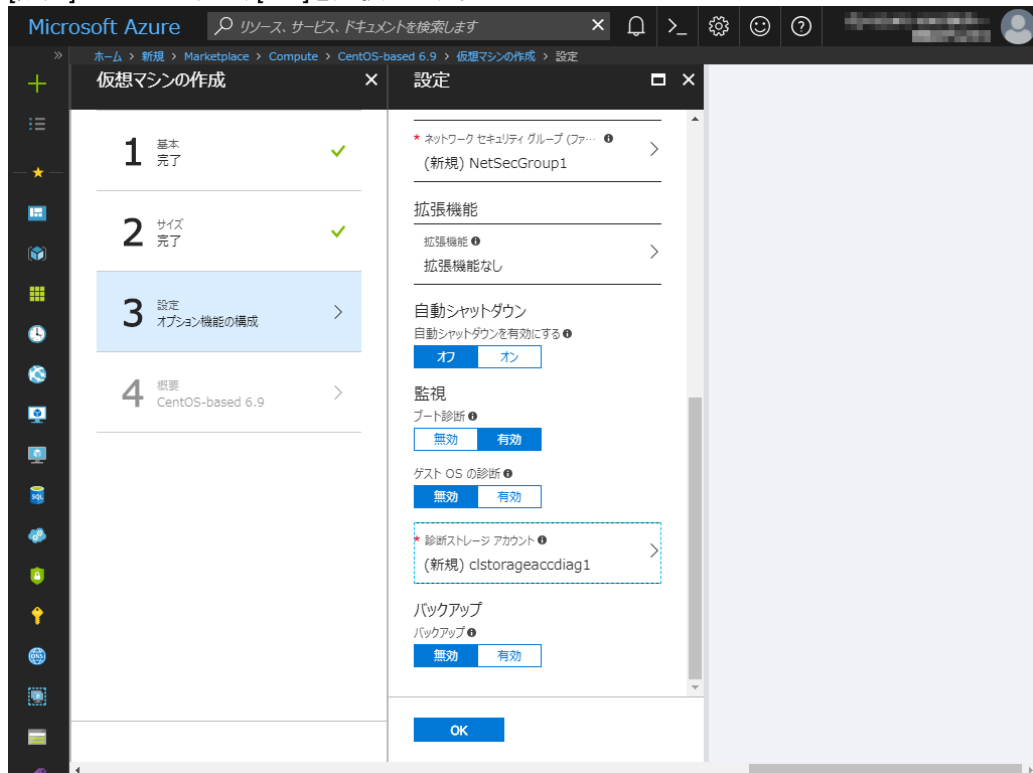 Microsoft Azure
リソース、サービス、ドキュメントを検索します
ホーム > 新規 > Marketplace > Compute > CentOS-based 6.9 > 仮想マシンの作成 > 設定
仮想マシンの作成
1
基本
完了
2
サイズ
完了
3
設定
オプション機能の構成
4
概要
CentOS-based 6.9
設定
* ネットワーク セキュリティ グループ (ファ…
(新規) NetSecGroup1
拡張機能
拡張機能
拡張機能なし
自動シャットダウン
自動シャットダウンを有効にする
オフ オン
監視
ブート診断
無効 有効
ゲスト OS の診断
無効 有効
* 診断ストレージ アカウント
(新規) clstorageaccdiag1
バックアップ
バックアップ
無効 有効
OK
SQL
DNS